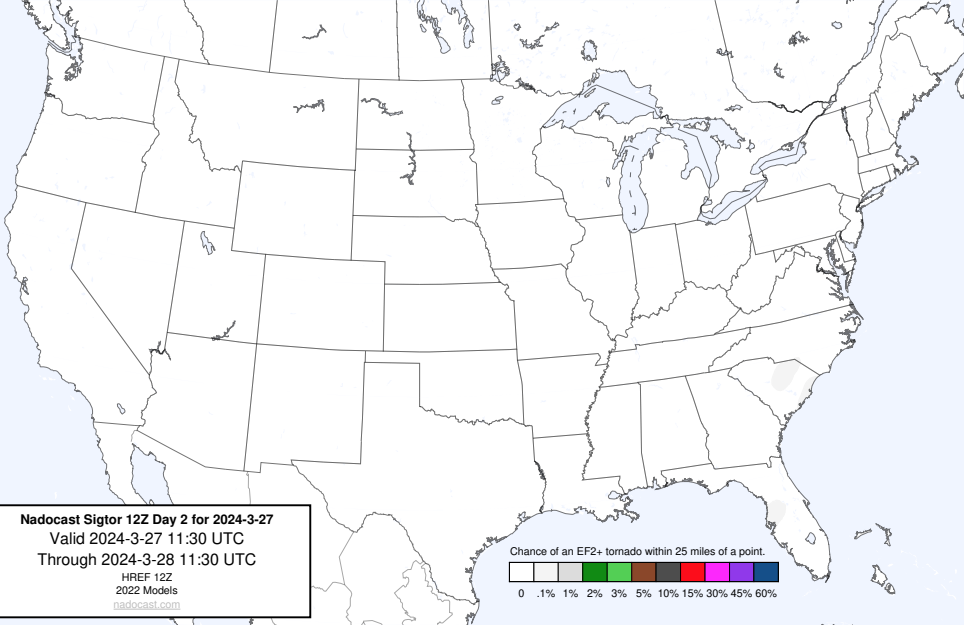 Nadocast Sigtor 12Z Day 2 for 2024-3-27
Valid 2024-3-27 11:30 UTC
Through 2024-3-28 11:30 UTC
HREF 12Z
2022 Models
nadocast.com
Chance of an EF2+ tornado within 25 miles of a point.
0 .1% 1% 2% 3% 5% 10% 15% 30% 45% 60%